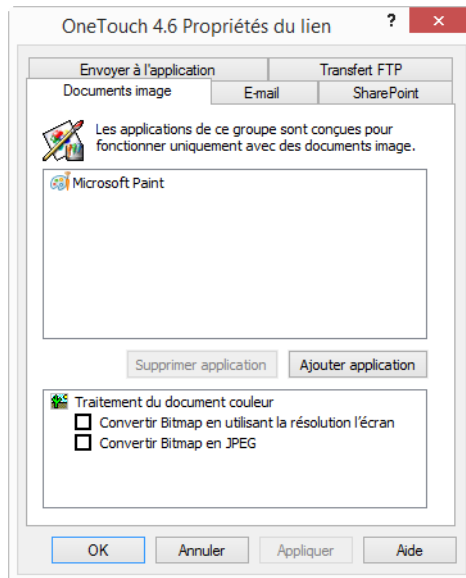 OneTouch 4.6 Propriétés du lien
?
Envoyer à l'application
Transfert FTP
Documents image
E-mail
SharePoint
Les applications de ce groupe sont conçues pour
fonctionner uniquement avec des documents image.
Microsoft Paint
Supprimer application
Ajouter application
Traitement du document couleur
Convertir Bitmap en utilisant la résolution l'écran
Convertir Bitmap en JPEG
OK
Annuler
Appliquer
Aide